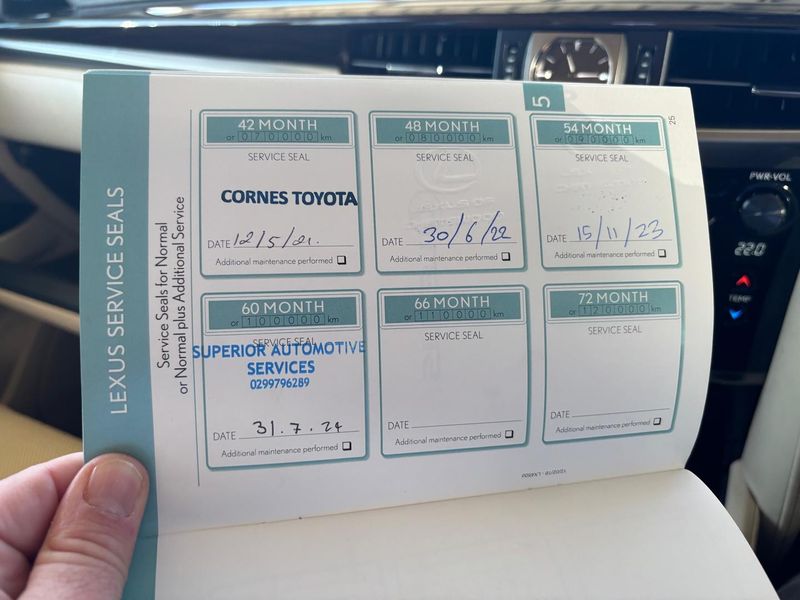 LEXUS SERVICE SEALS
Service Seals for Normal
or Normal plus Additional Service
5
25
42 MONTH
or 070000 km
SERVICE SEAL
CORNES TOYOTA
DATE 12/5/21.
Additional maintenance performed
48 MONTH
or 080000 km
SERVICE SEAL
DATE 30/6/22
Additional maintenance performed
54 MONTH
or 090000 km
SERVICE SEAL
DATE 15/11/23
Additional maintenance performed
60 MONTH
or 100000 km
SERVICE SEAL
SUPERIOR AUTOMOTIVE
SERVICES
0299796289
DATE 31.7.24
Additional maintenance performed
66 MONTH
or 110000 km
SERVICE SEAL
DATE
Additional maintenance performed
72 MONTH
or 120000 km
SERVICE SEAL
DATE
Additional maintenance performed
PWR•VOL
22.0
TEMP